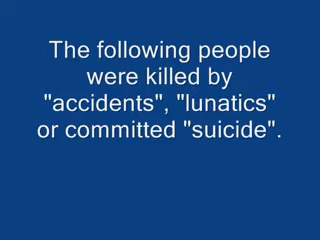 The following people
were killed by
"accidents", "lunatics"
or committed "suicide".